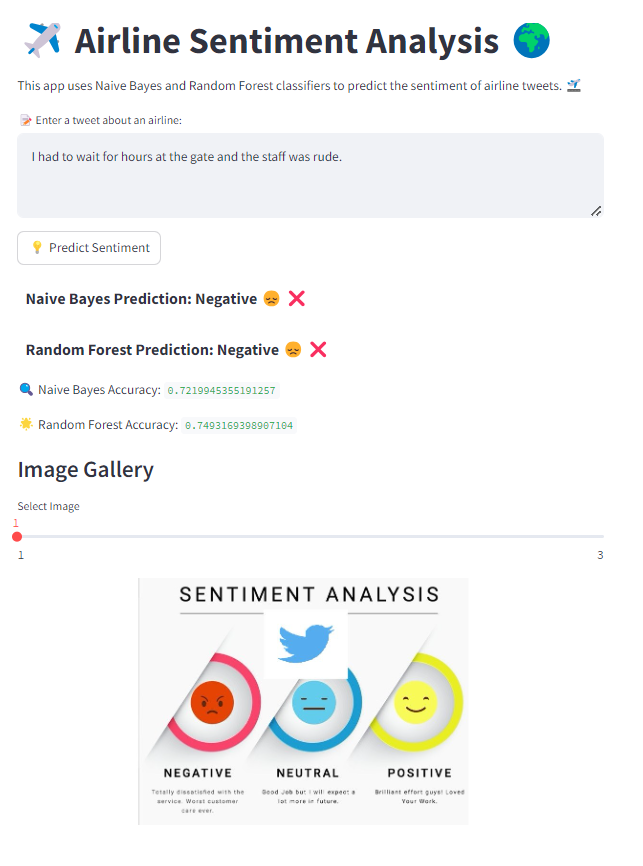 Airline Sentiment Analysis
This app uses Naive Bayes and Random Forest classifiers to predict the sentiment of airline tweets.
Enter a tweet about an airline:
I had to wait for hours at the gate and the staff was rude.
Predict Sentiment
Naive Bayes Prediction: Negative
Random Forest Prediction: Negative
Naive Bayes Accuracy: 0.7219945355191257
Random Forest Accuracy: 0.7493169398907104
Image Gallery
Select Image
1
1 3
SENTIMENT ANALYSIS
NEGATIVE NEUTRAL POSITIVE
Totally dissatisfied with the Good Job but I will expect a Brilliant effort guys! Loved
service. Worst customer lot more in future. Your Work.
care ever.